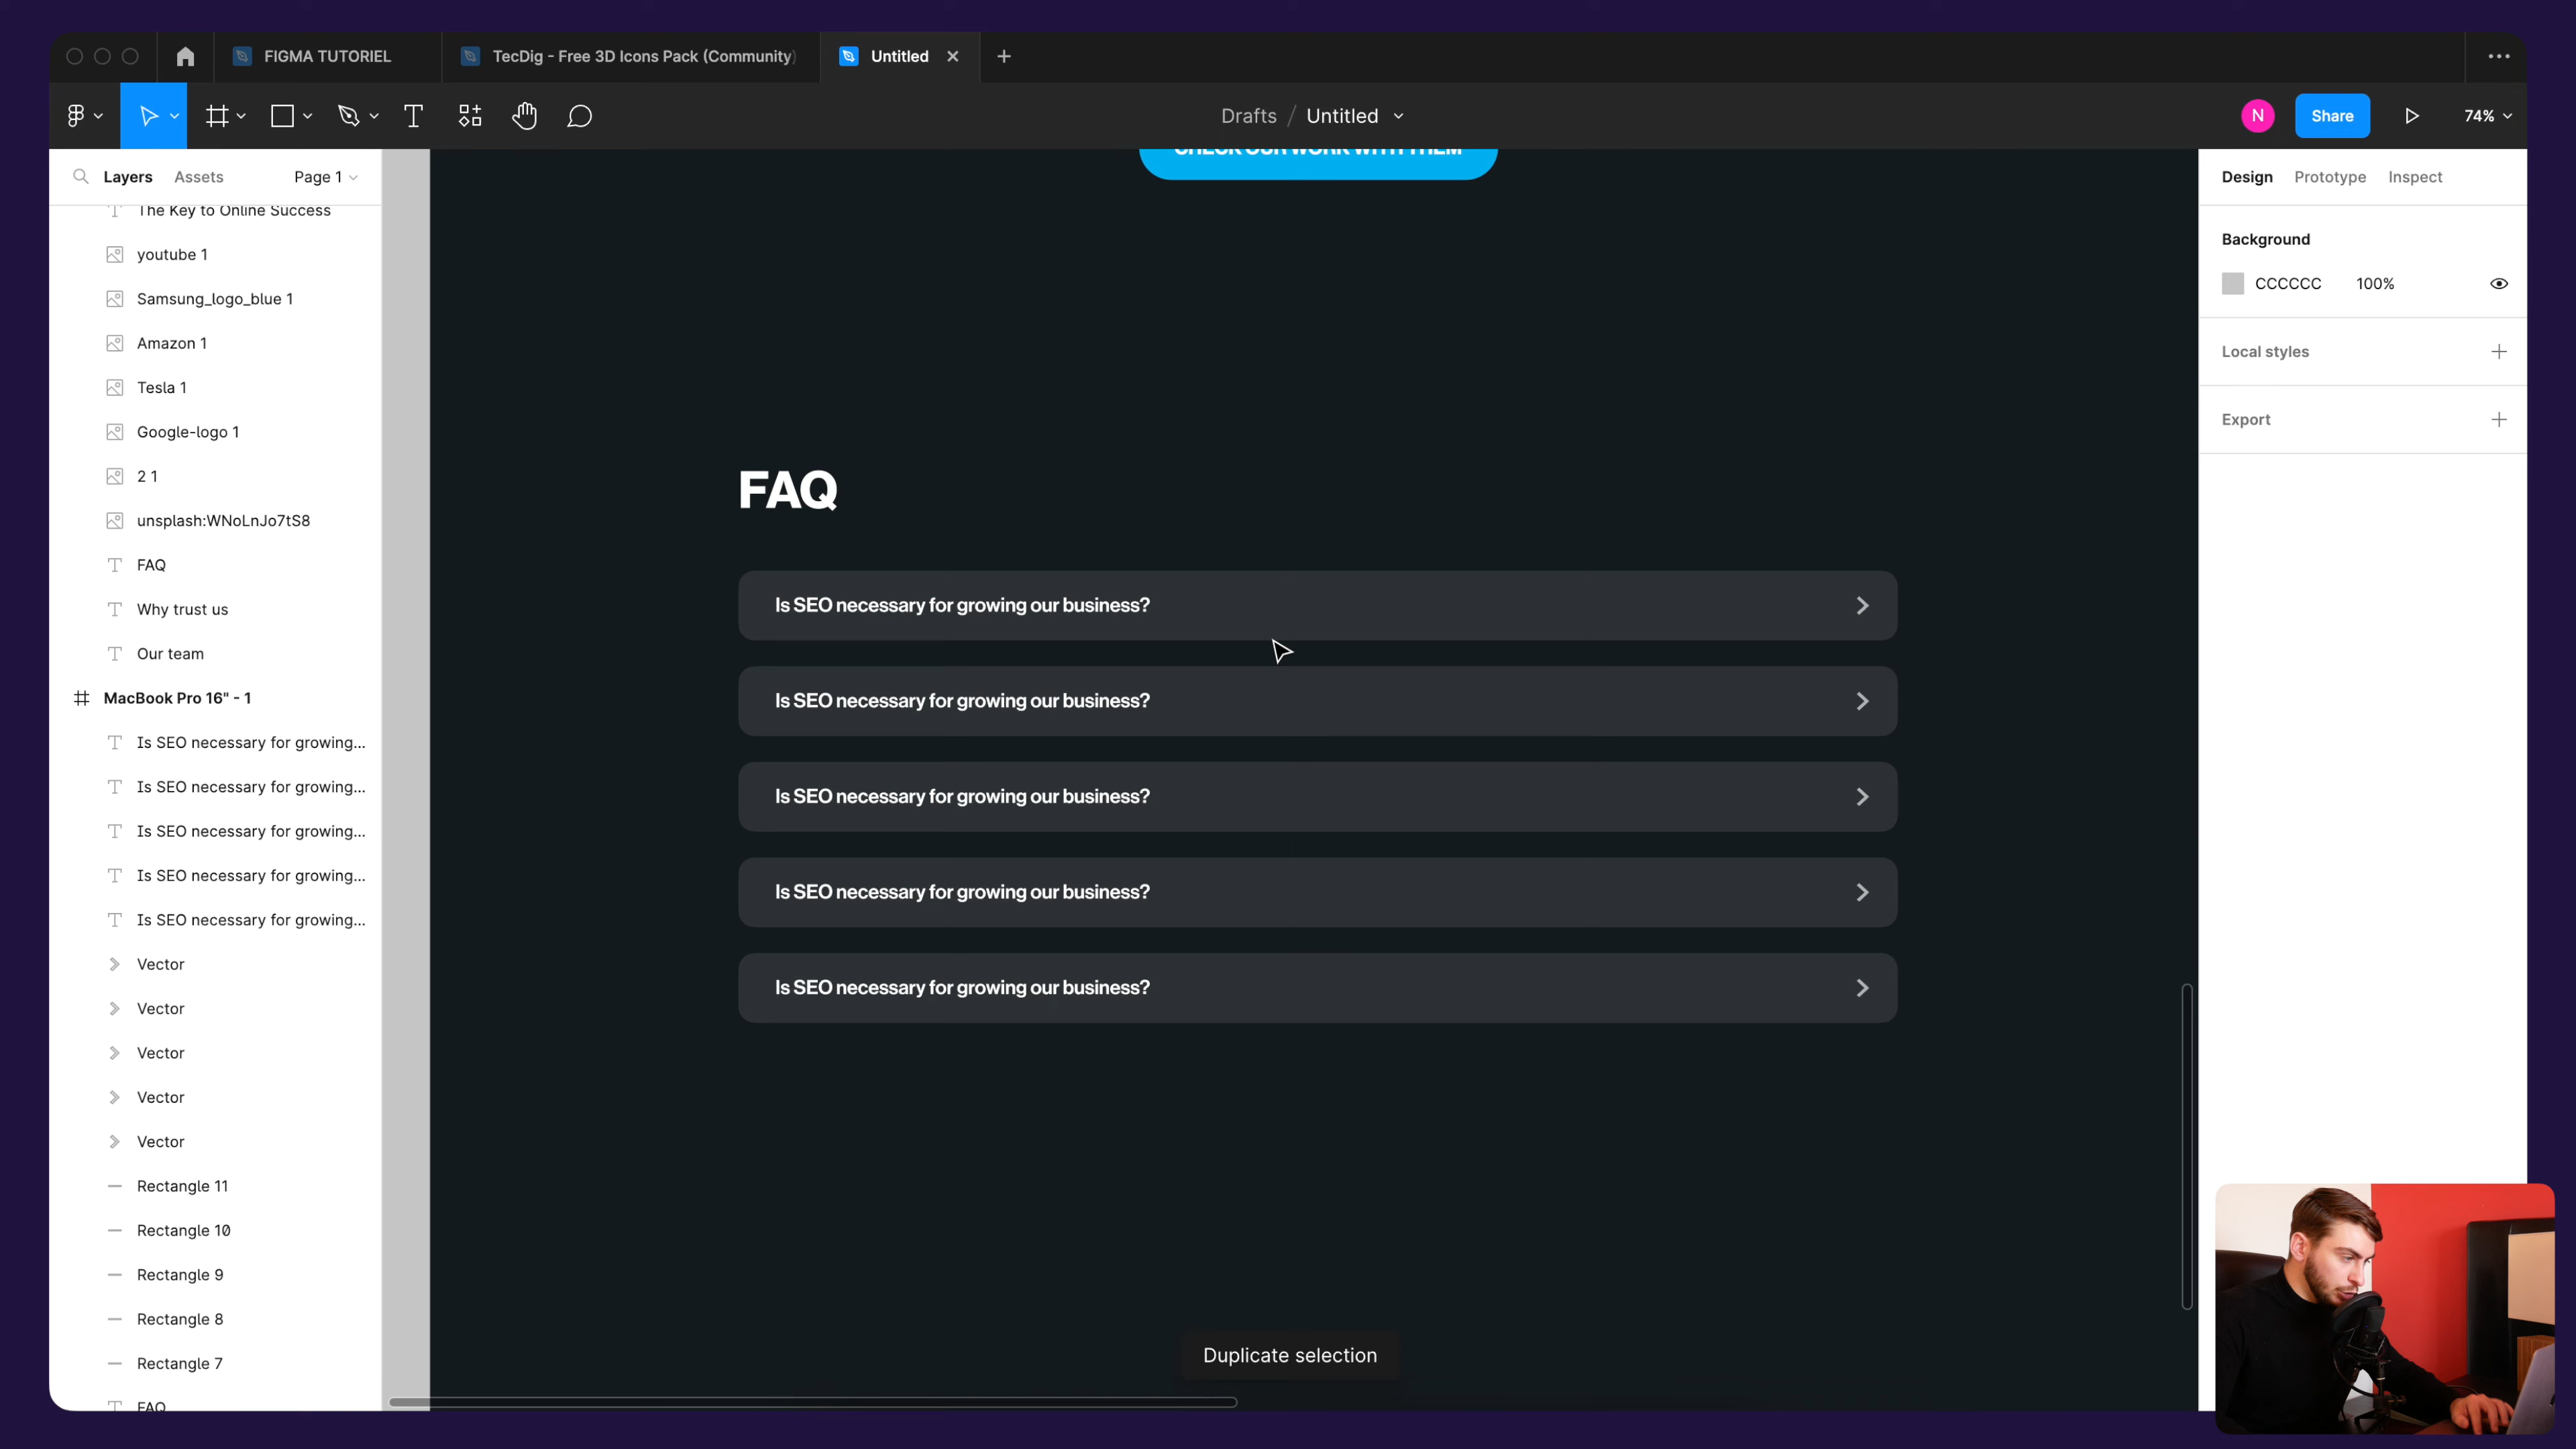 FIGMA TUTORIEL
TecDig - Free 3D Icons Pack (Community)
Untitled
Drafts / Untitled
N
Share
74%
Layers
Assets
Page 1
The Key to Online Success
youtube 1
Samsung_logo_blue 1
Amazon 1
Tesla 1
Google-logo 1
2 1
unsplash:WNoLnJo7tS8
FAQ
Why trust us
Our team
MacBook Pro 16" - 1
Is SEO necessary for growing...
Is SEO necessary for growing...
Is SEO necessary for growing...
Is SEO necessary for growing...
Is SEO necessary for growing...
Vector
Vector
Vector
Vector
Vector
Rectangle 11
Rectangle 10
Rectangle 9
Rectangle 8
Rectangle 7
FAQ
CHECK OUR WORK WITH THEM
FAQ
Is SEO necessary for growing our business?
Is SEO necessary for growing our business?
Is SEO necessary for growing our business?
Is SEO necessary for growing our business?
Is SEO necessary for growing our business?
Duplicate selection
Design
Prototype
Inspect
Background
CCCCCC
100%
Local styles
Export